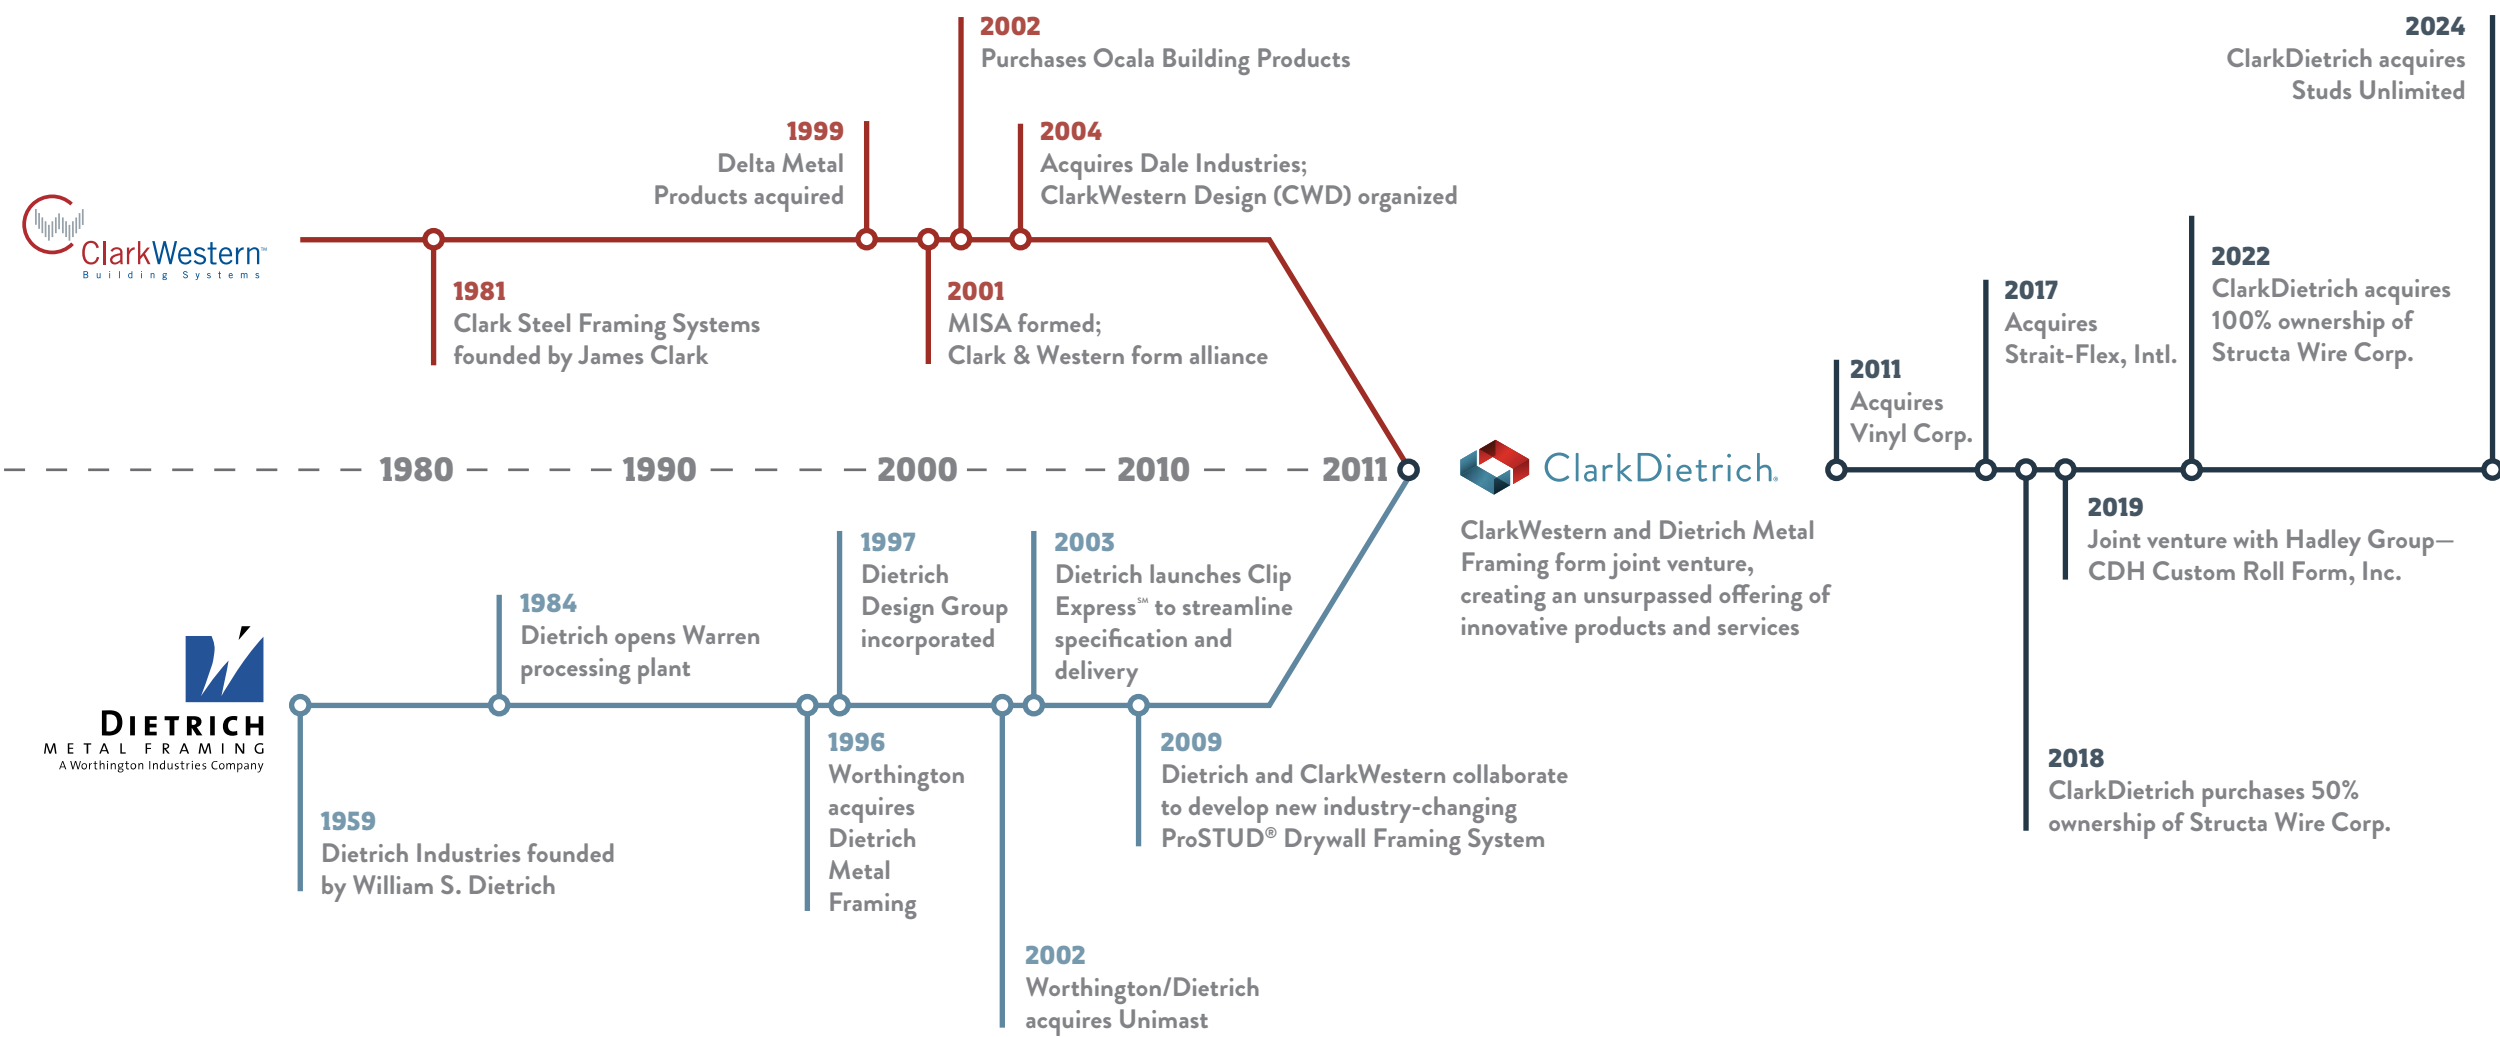 ClarkWestern™
Building Systems
1981
Clark Steel Framing Systems
founded by James Clark
1999
Delta Metal
Products acquired
2001
MISA formed;
Clark & Western form alliance
2002
Purchases Ocala Building Products
2004
Acquires Dale Industries;
ClarkWestern Design (CWD) organized
1980
1990
2000
2010
2011
DIETRICH
METAL FRAMING
A Worthington Industries Company
1959
Dietrich Industries founded
by William S. Dietrich
1984
Dietrich opens Warren
processing plant
1996
Worthington
acquires
Dietrich
Metal
Framing
1997
Dietrich
Design Group
incorporated
2002
Worthington/Dietrich
acquires Unimast
2003
Dietrich launches Clip
Express℠ to streamline
specification and
delivery
2009
Dietrich and ClarkWestern collaborate
to develop new industry-changing
ProSTUD® Drywall Framing System
ClarkDietrich®
ClarkWestern and Dietrich Metal
Framing form joint venture,
creating an unsurpassed offering of
innovative products and services
2011
Acquires
Vinyl Corp.
2017
Acquires
Strait-Flex, Intl.
2018
ClarkDietrich purchases 50%
ownership of Structa Wire Corp.
2019
Joint venture with Hadley Group—
CDH Custom Roll Form, Inc.
2022
ClarkDietrich acquires
100% ownership of
Structa Wire Corp.
2024
ClarkDietrich acquires
Studs Unlimited